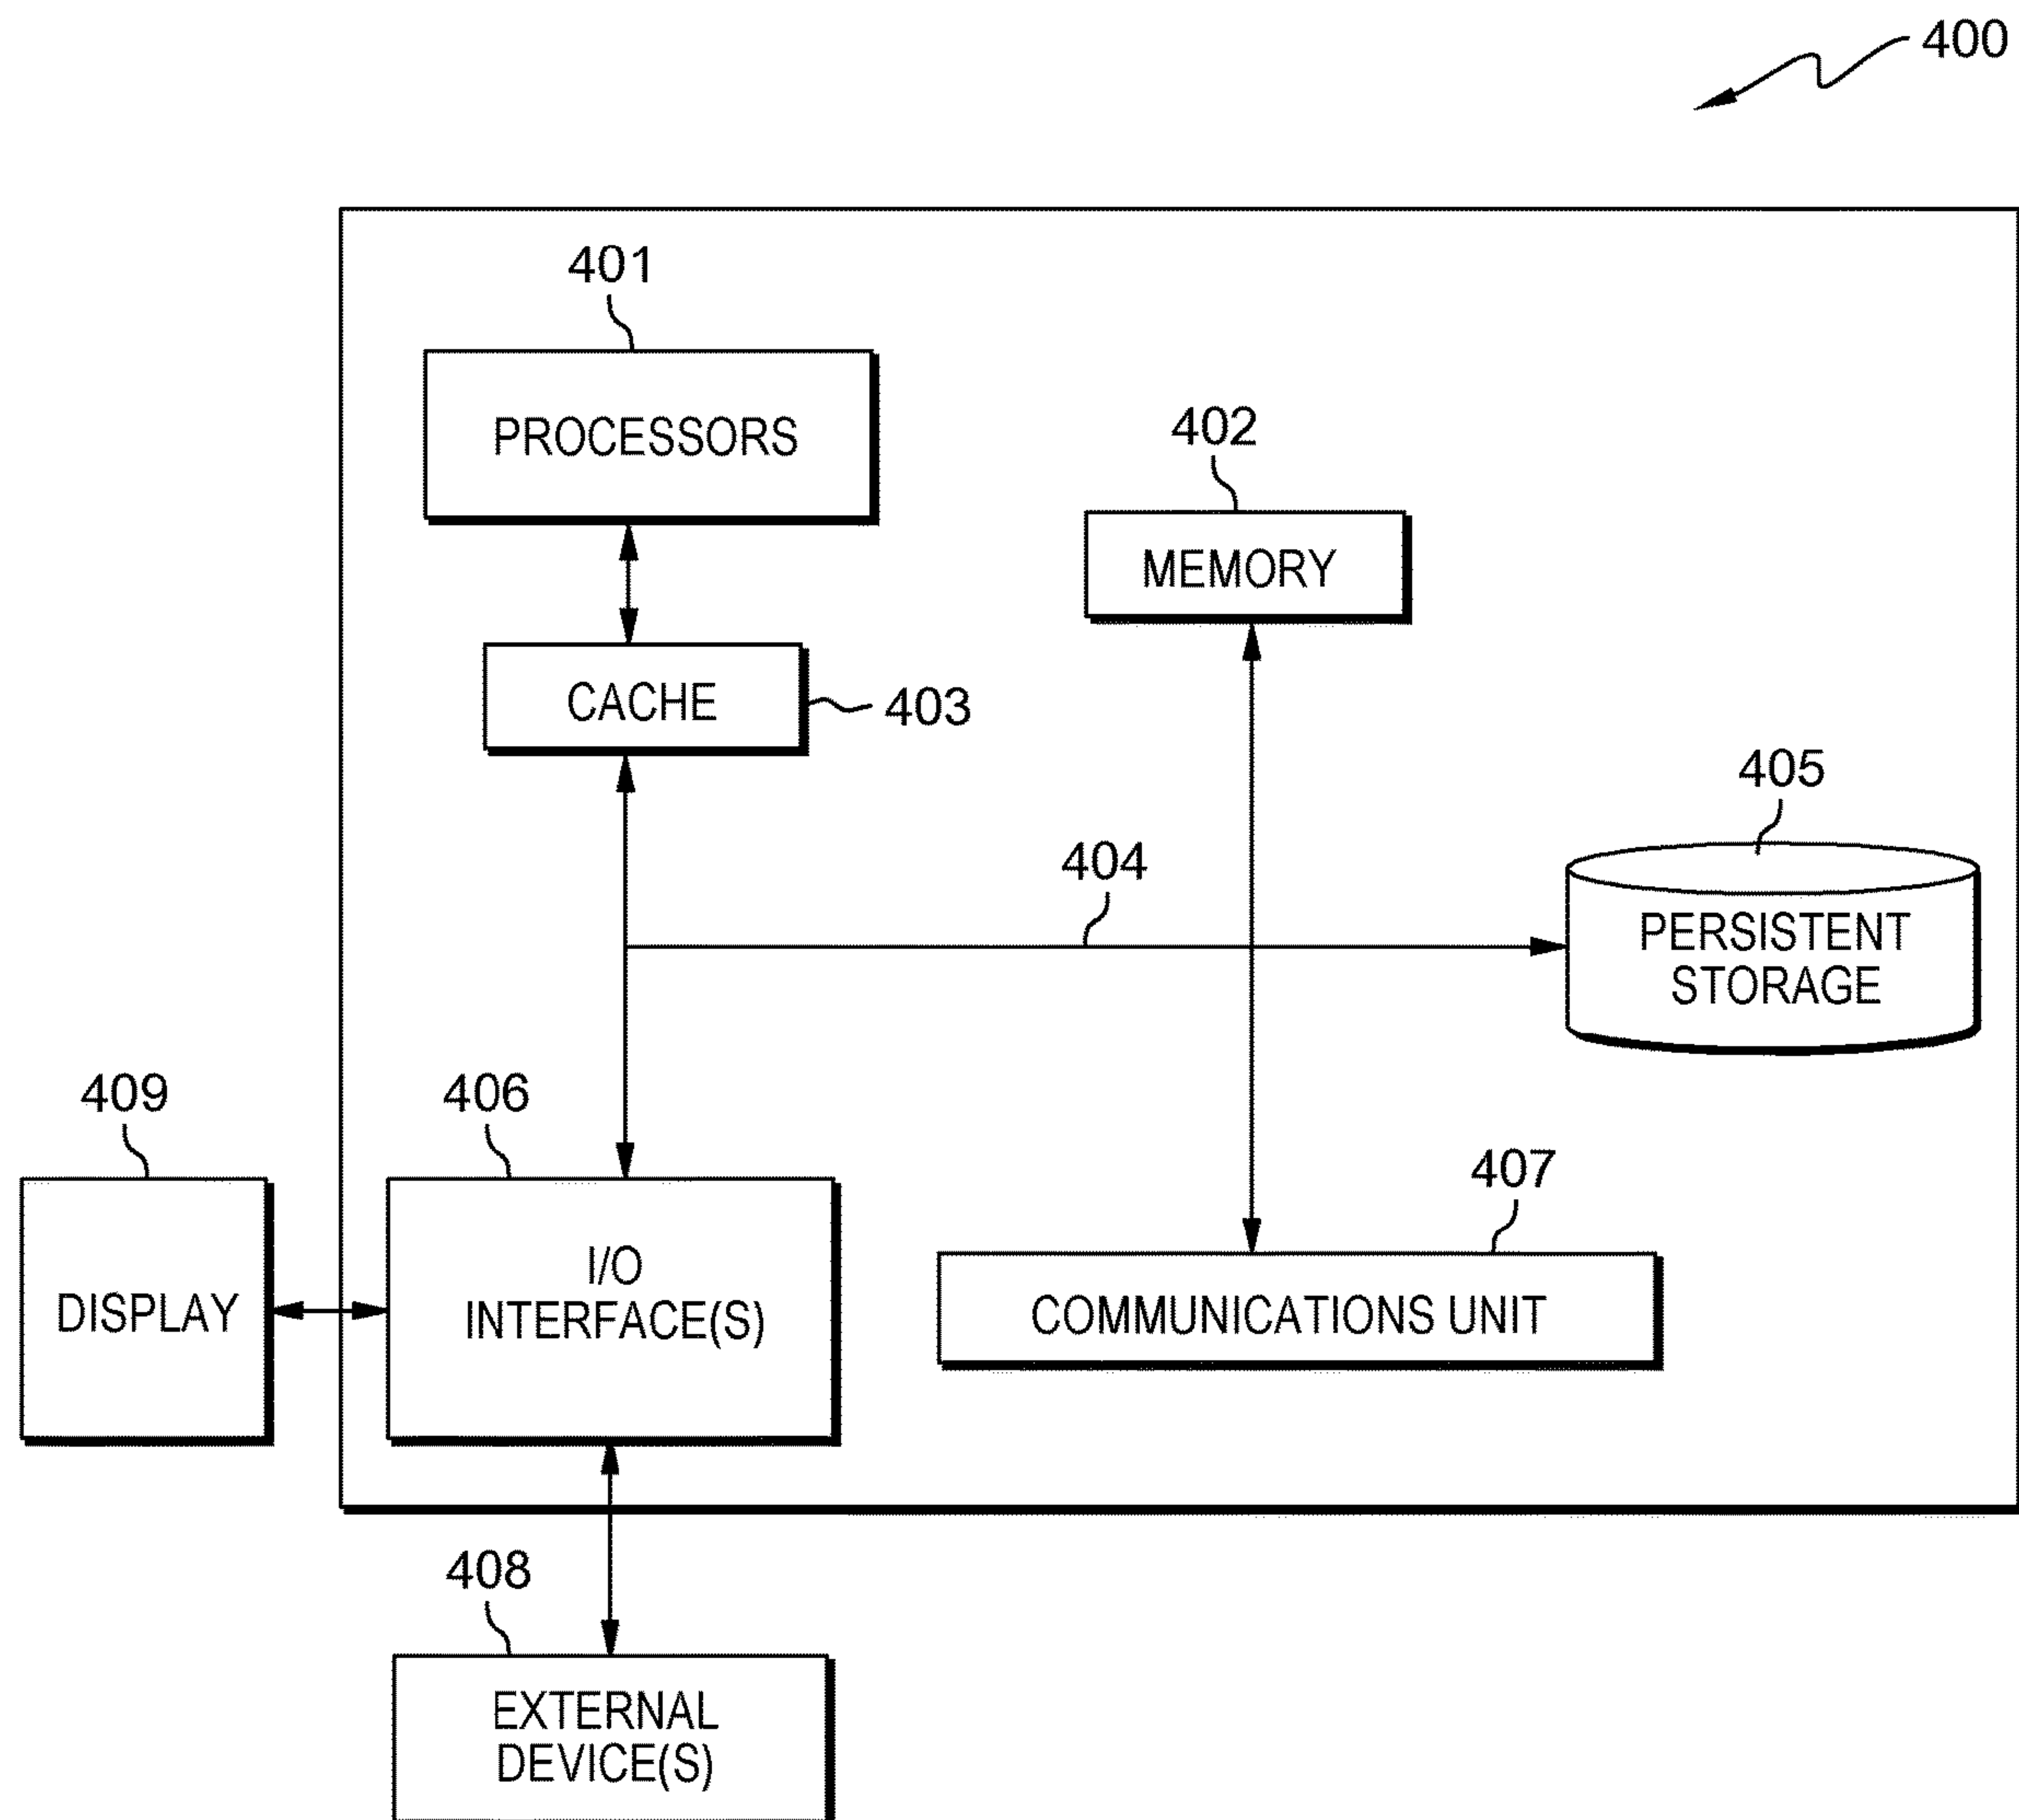 400
401
PROCESSORS
402
MEMORY
CACHE
403
405
404
PERSISTENT
STORAGE
409
406
407
DISPLAY
I/O
INTERFACE(S)
COMMUNICATIONS UNIT
408
EXTERNAL
DEVICE(S)